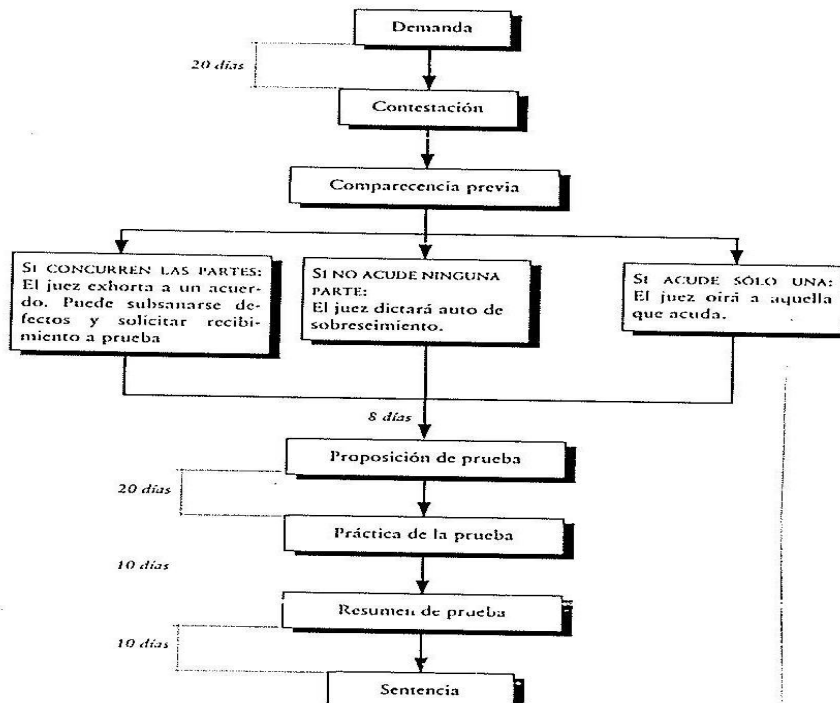 Demanda
20 días
Contestación
Comparecencia previa
SI CONCURREN LAS PARTES:
El juez exhorta a un acuer-
do. Puede subsanarse de-
fectos y solicitar recibi-
miento a prueba
SI NO ACUDE NINGUNA
PARTE:
El juez dictará auto de
sobreseimiento.
SI ACUDE SÓLO UNA:
El juez oirá a aquella
que acuda.
8 días
Proposición de prueba
20 días
Práctica de la prueba
10 días
Resumen de prueba
10 días
Sentencia